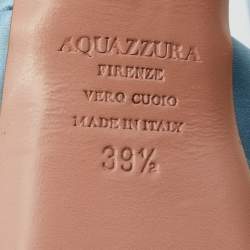 AQUAZZURA
FIRENZE
VERO CUOIO
MADE IN ITALY
39½